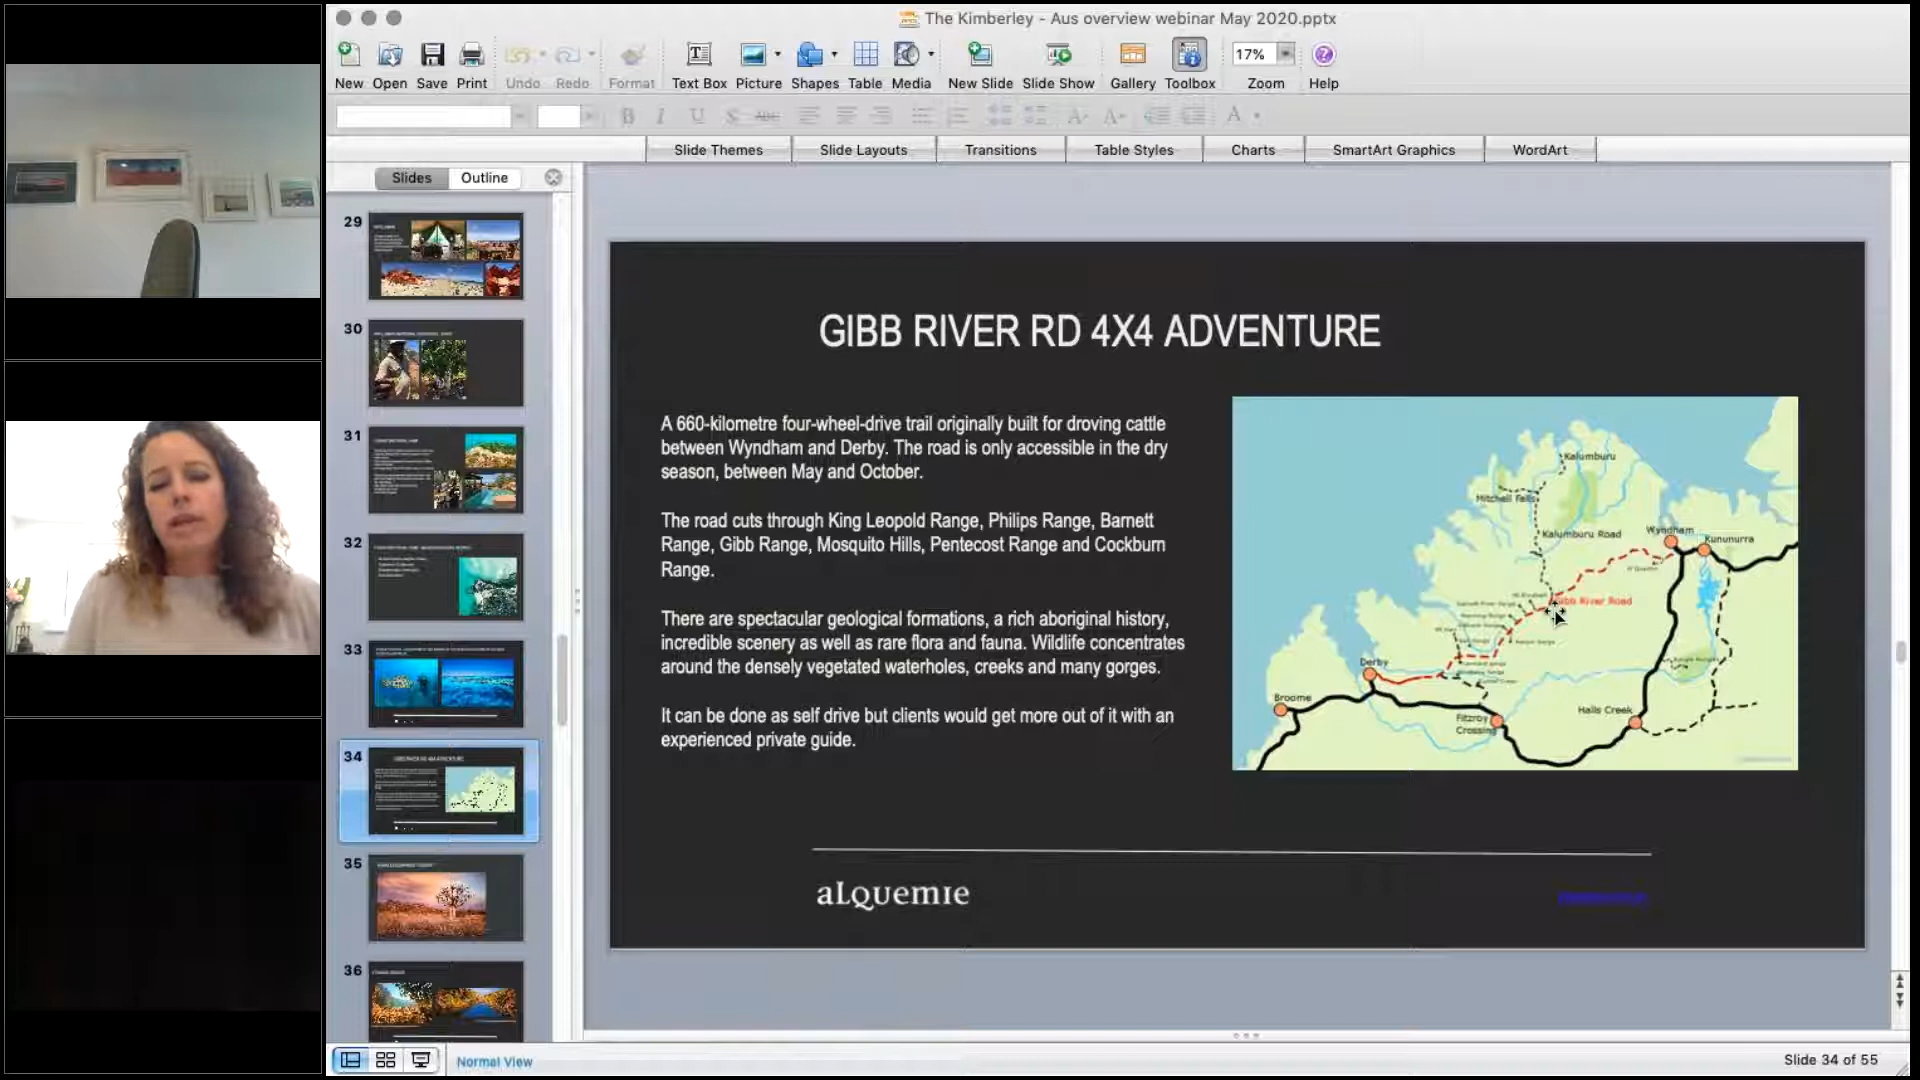 The Kimberley - Aus overview webinar May 2020.pptx
New Open Save Print Undo Redo Format Text Box Picture Shapes Table Media New Slide Slide Show Gallery Toolbox 17% Zoom Help
B I U S ABC A A A
Slide Themes Slide Layouts Transitions Table Styles Charts SmartArt Graphics WordArt
Slides Outline
29
30
31
32
33
34
35
36
GIBB RIVER RD 4X4 ADVENTURE
A 660-kilometre four-wheel-drive trail originally built for droving cattle
between Wyndham and Derby. The road is only accessible in the dry
season, between May and October.
The road cuts through King Leopold Range, Philips Range, Barnett
Range, Gibb Range, Mosquito Hills, Pentecost Range and Cockburn
Range.
There are spectacular geological formations, a rich aboriginal history,
incredible scenery as well as rare flora and fauna. Wildlife concentrates
around the densely vegetated waterholes, creeks and many gorges.
It can be done as self drive but clients would get more out of it with an
experienced private guide.
Kalumburu
Mitchell Falls
Kalumburu Road
Wyndham
Kununurra
Gibb River Road
Derby
Broome
Fitzroy
Crossing
Halls Creek
aLQuemie
Normal View
Slide 34 of 55